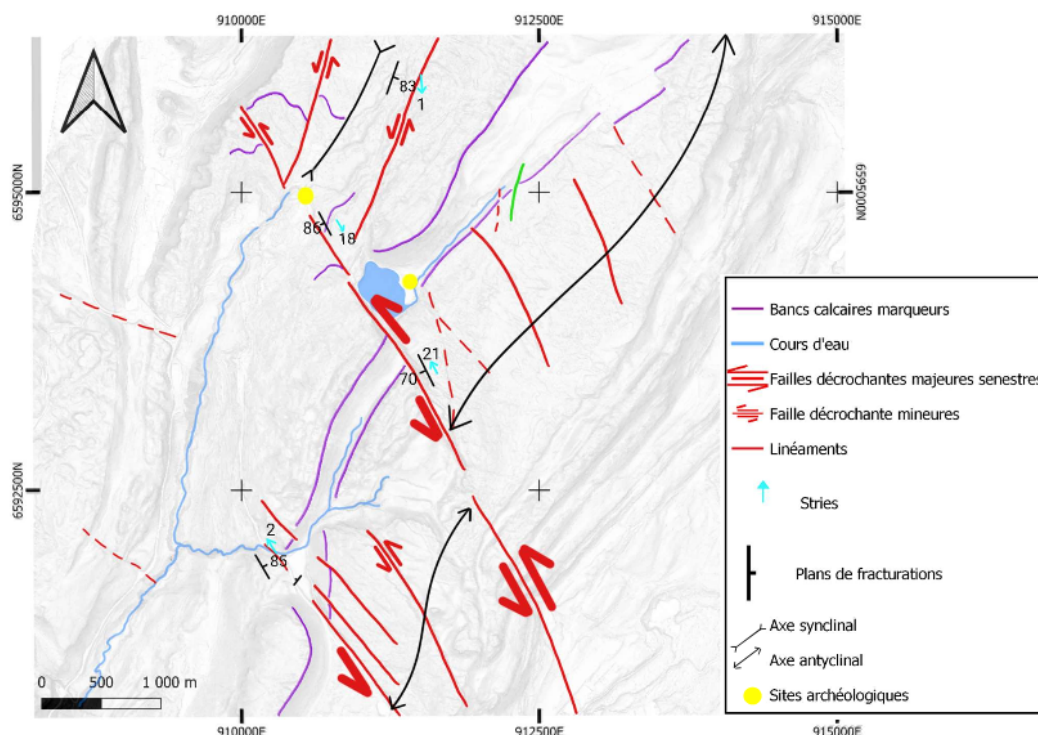 910000E
912500E
915000E
83
1
6595000N
6595000N
86
18
21
70
6592500N
2
85
0
500
1 000 m
910000E
912500E
915000E
Bancs calcaires marqueurs
Cours d'eau
Failles décrochantes majeures senestres
Faille décrochante mineures
Linéaments
Stries
Plans de fracturations
Axe synclinal
Axe antyclinal
Sites archéologiques